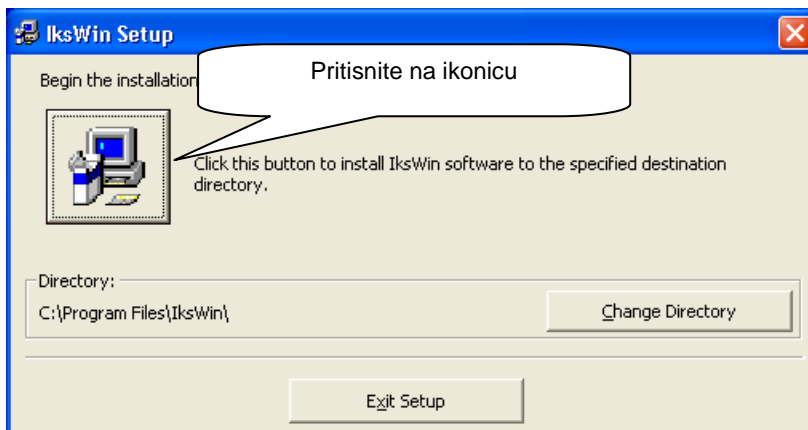 IksWin Setup
Pritisnite na ikonicu
Begin the installation
Click this button to install IksWin software to the specified destination
directory.
Directory:
C:\Program Files\IksWin\
Change Directory
Exit Setup